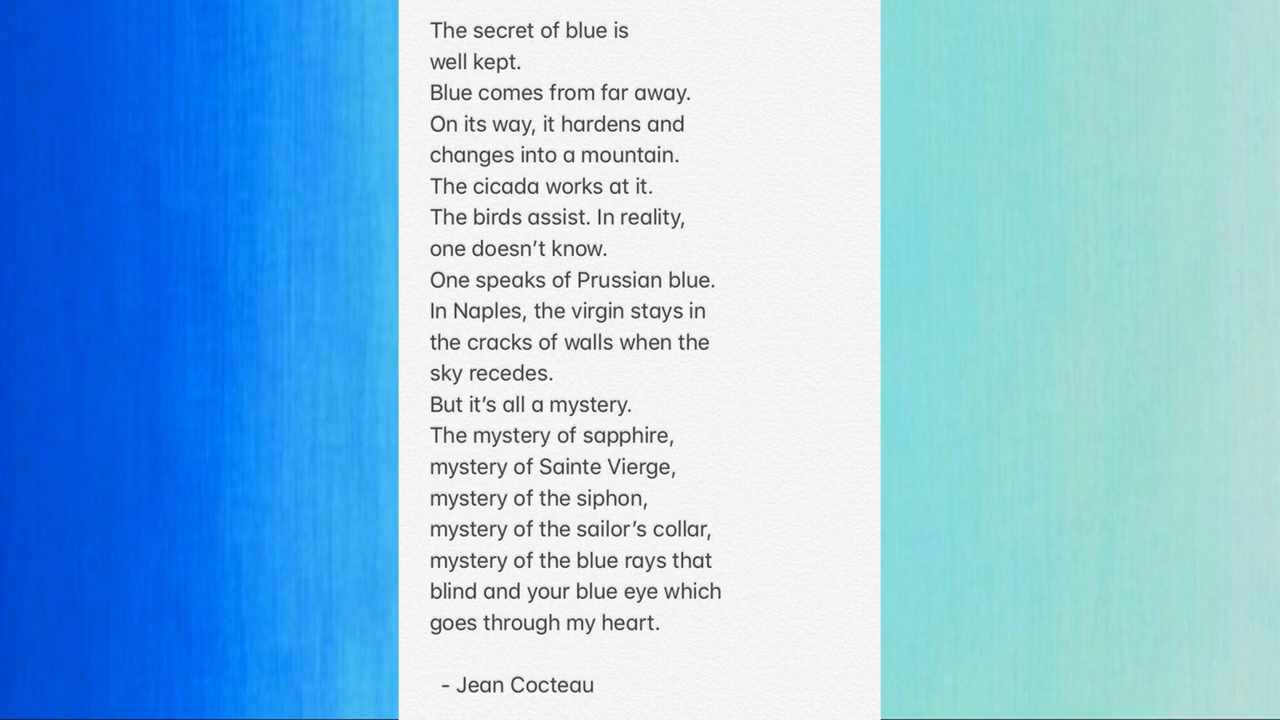 The secret of blue is
well kept.
Blue comes from far away.
On its way, it hardens and
changes into a mountain.
The cicada works at it.
The birds assist. In reality,
one doesn’t know.
One speaks of Prussian blue.
In Naples, the virgin stays in
the cracks of walls when the
sky recedes.
But it’s all a mystery.
The mystery of sapphire,
mystery of Sainte Vierge,
mystery of the siphon,
mystery of the sailor’s collar,
mystery of the blue rays that
blind and your blue eye which
goes through my heart.
- Jean Cocteau